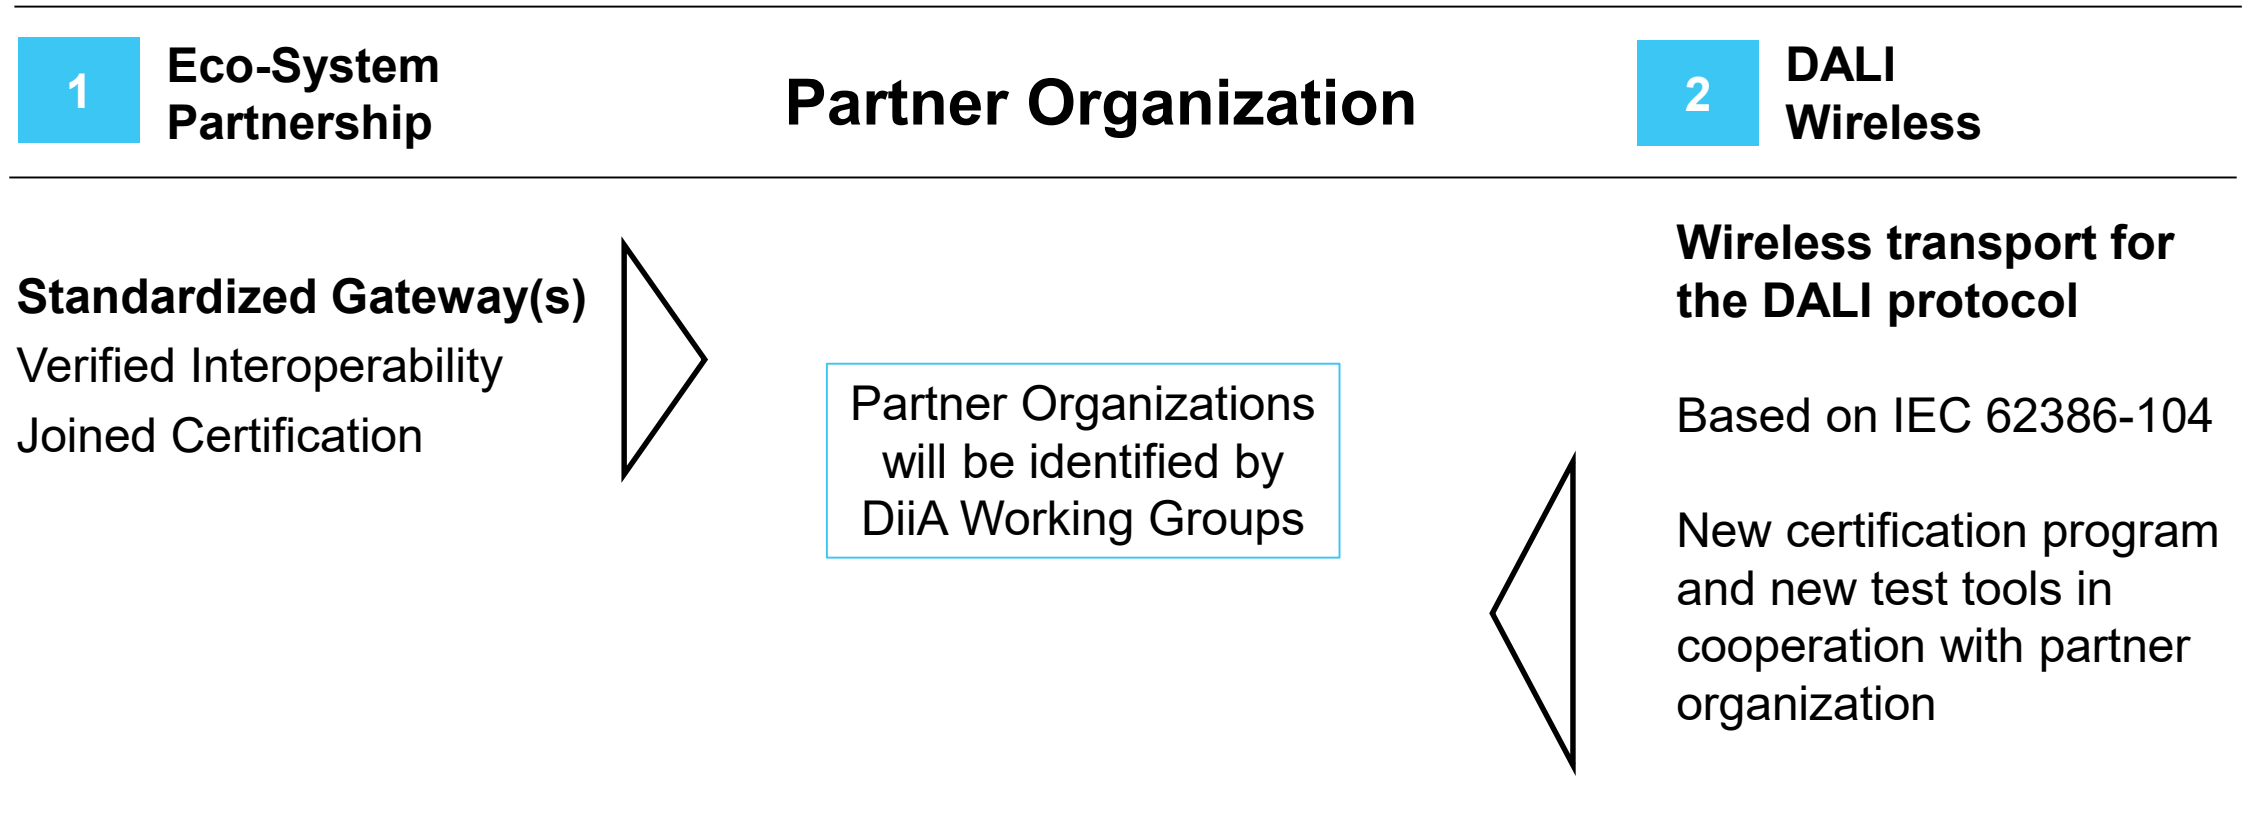 1
Eco-System
Partnership
Partner Organization
2
DALI
Wireless
Standardized Gateway(s)
Verified Interoperability
Joined Certification
Partner Organizations
will be identified by
DiiA Working Groups
Wireless transport for
the DALI protocol
Based on IEC 62386-104
New certification program
and new test tools in
cooperation with partner
organization